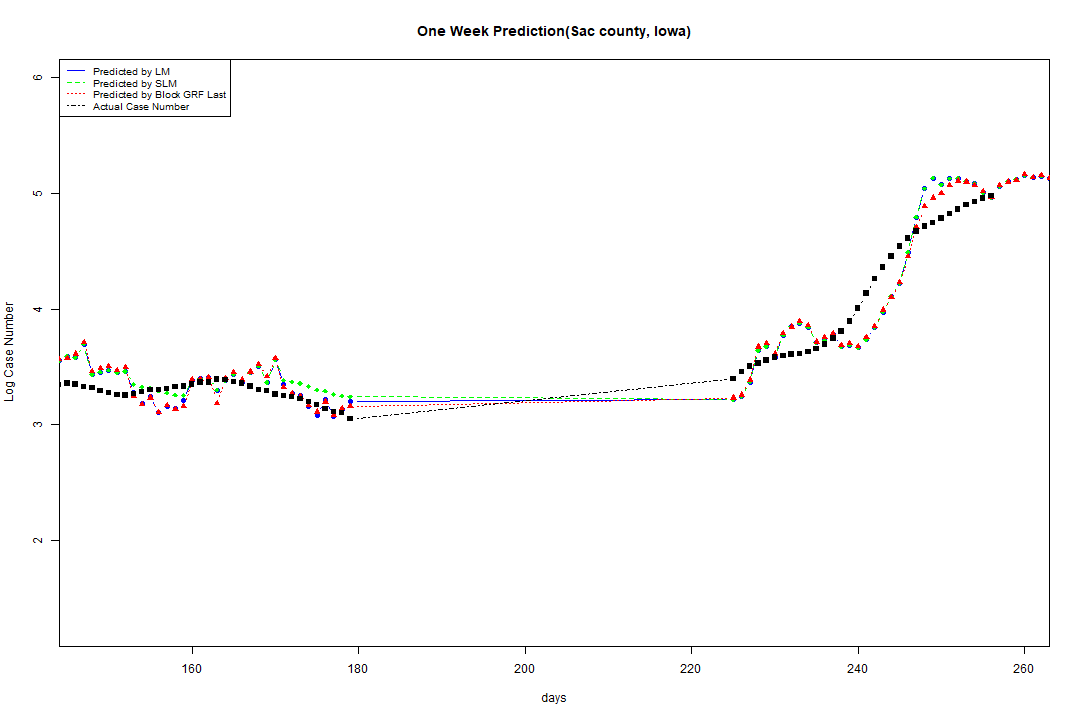 One Week Prediction(Sac county, Iowa)
Predicted by LM
Predicted by SLM
Predicted by Block GRF Last
Actual Case Number
6
5
4
3
2
Log Case Number
160 180 200 220 240 260
days